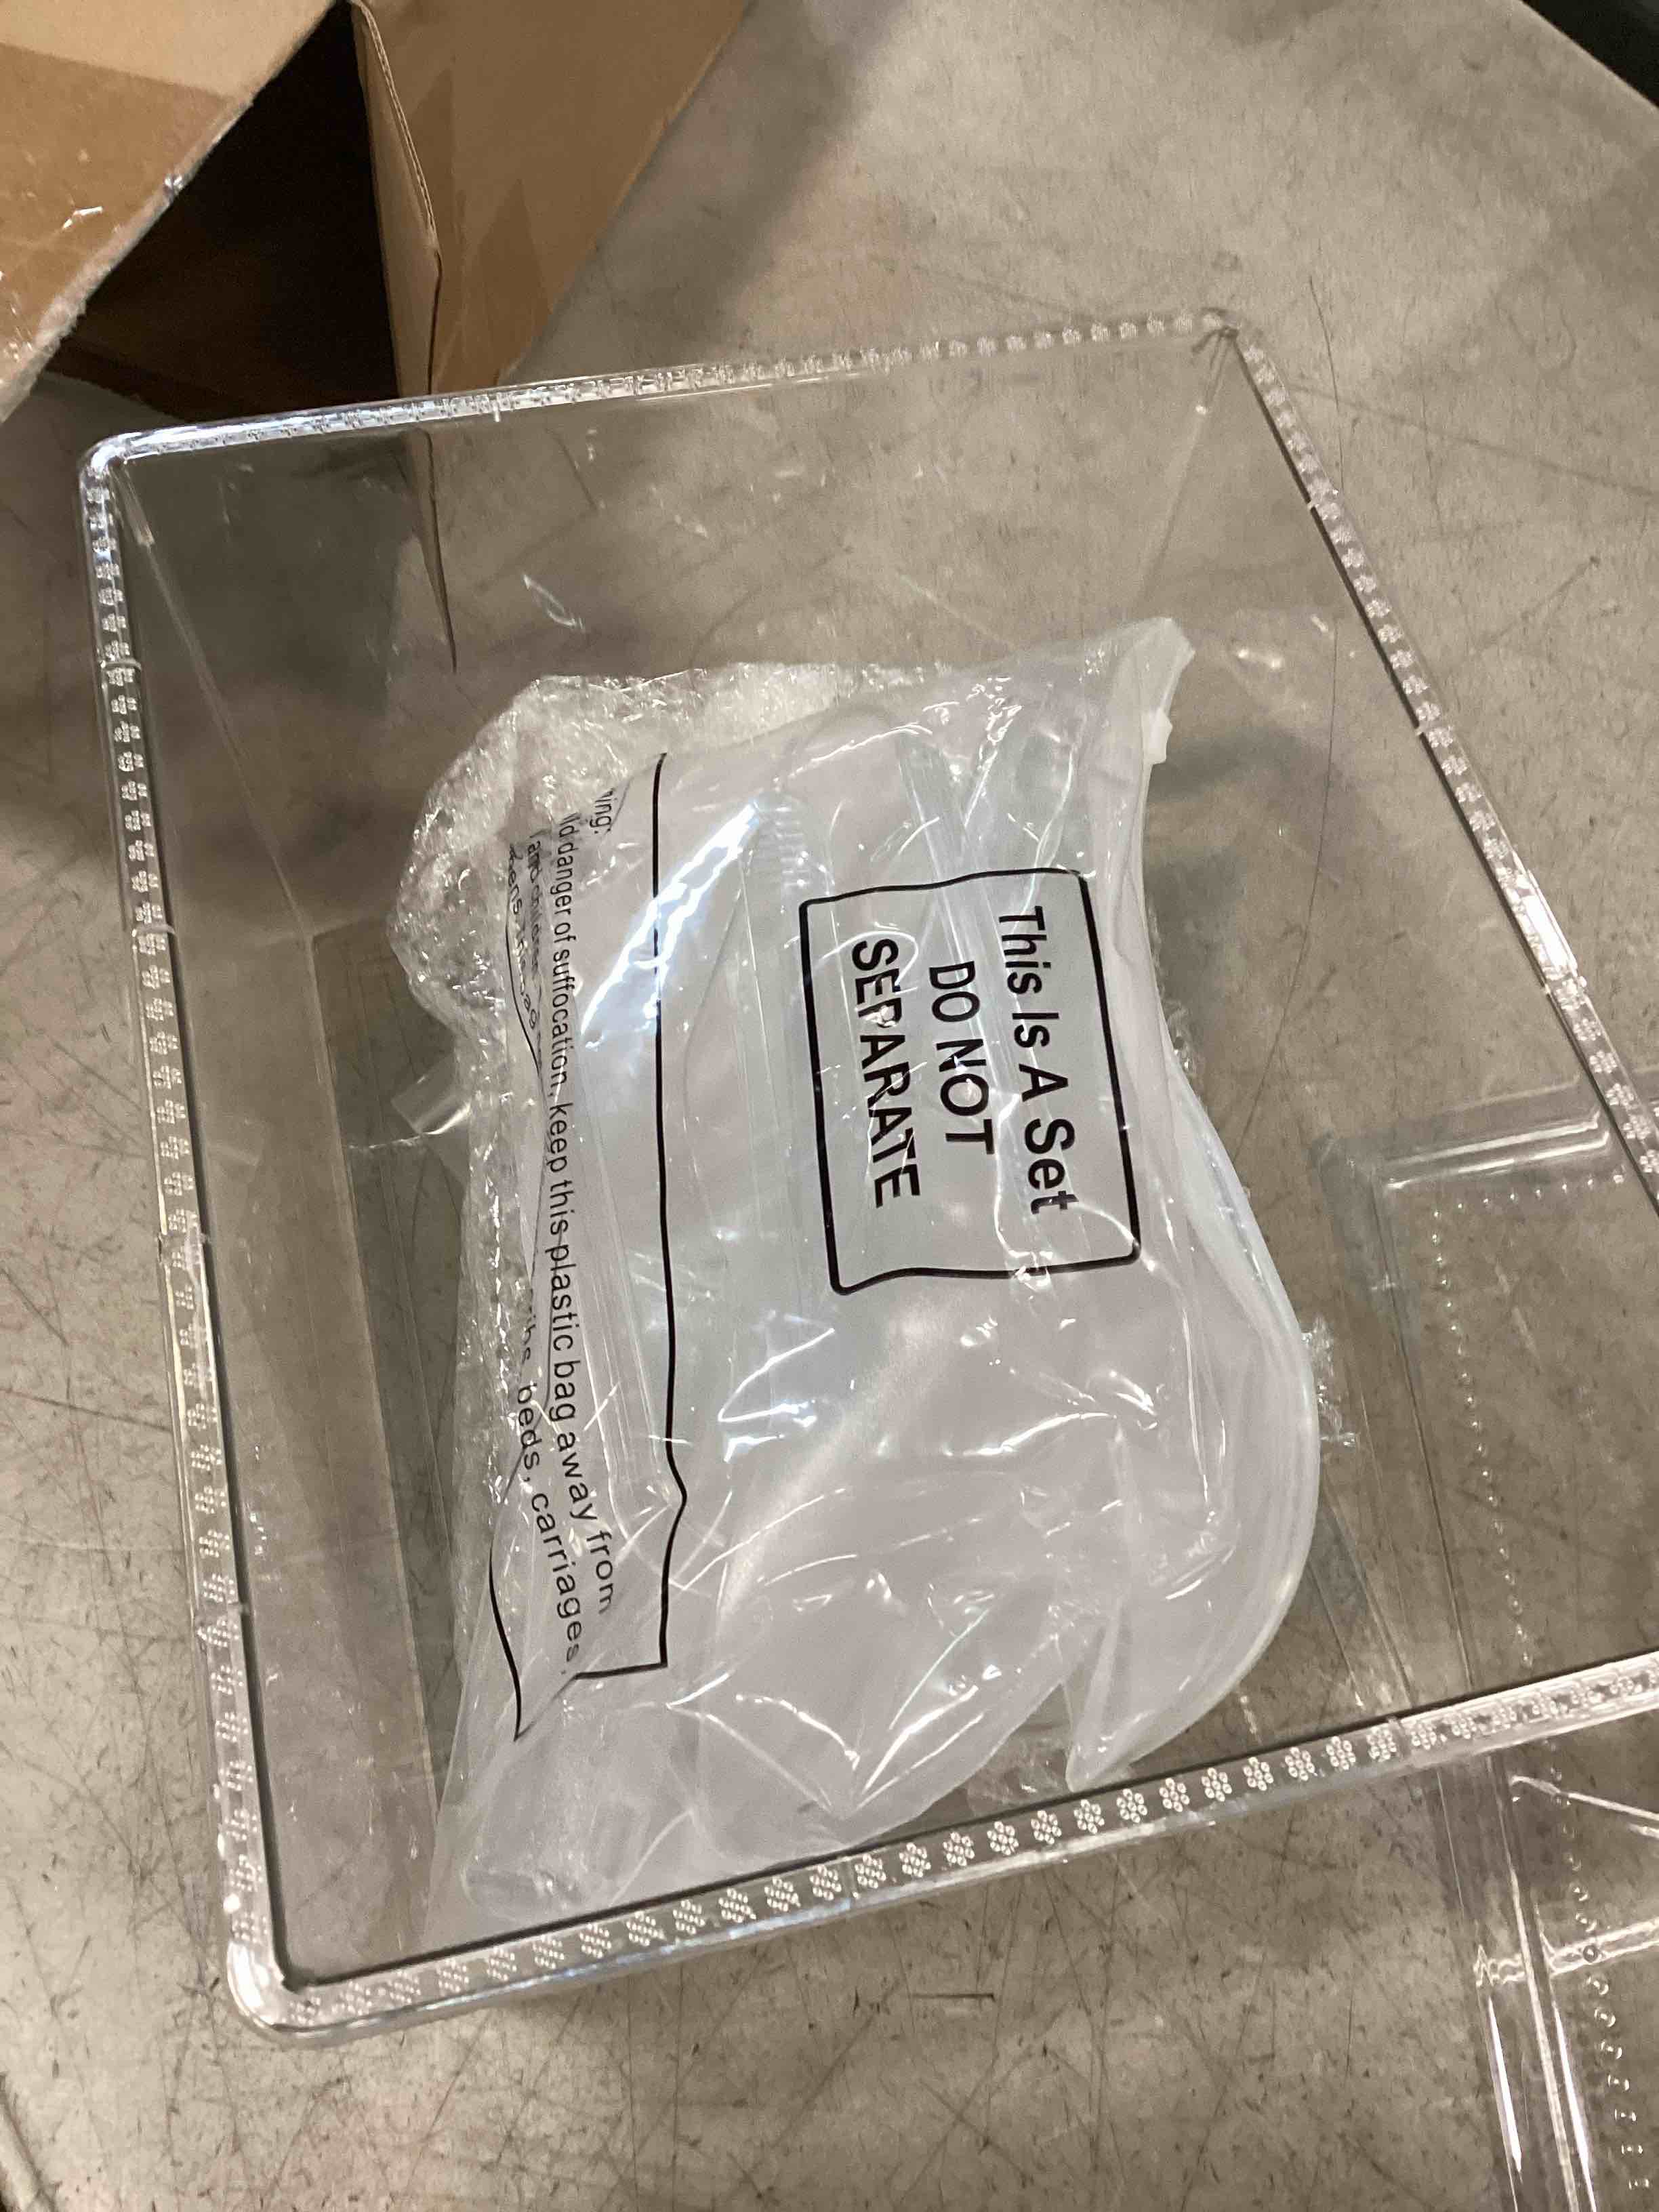 This Is A Set
DO NOT
SEPARATE
danger of suffocation, keep this plastic bag away from
beds, carriages,